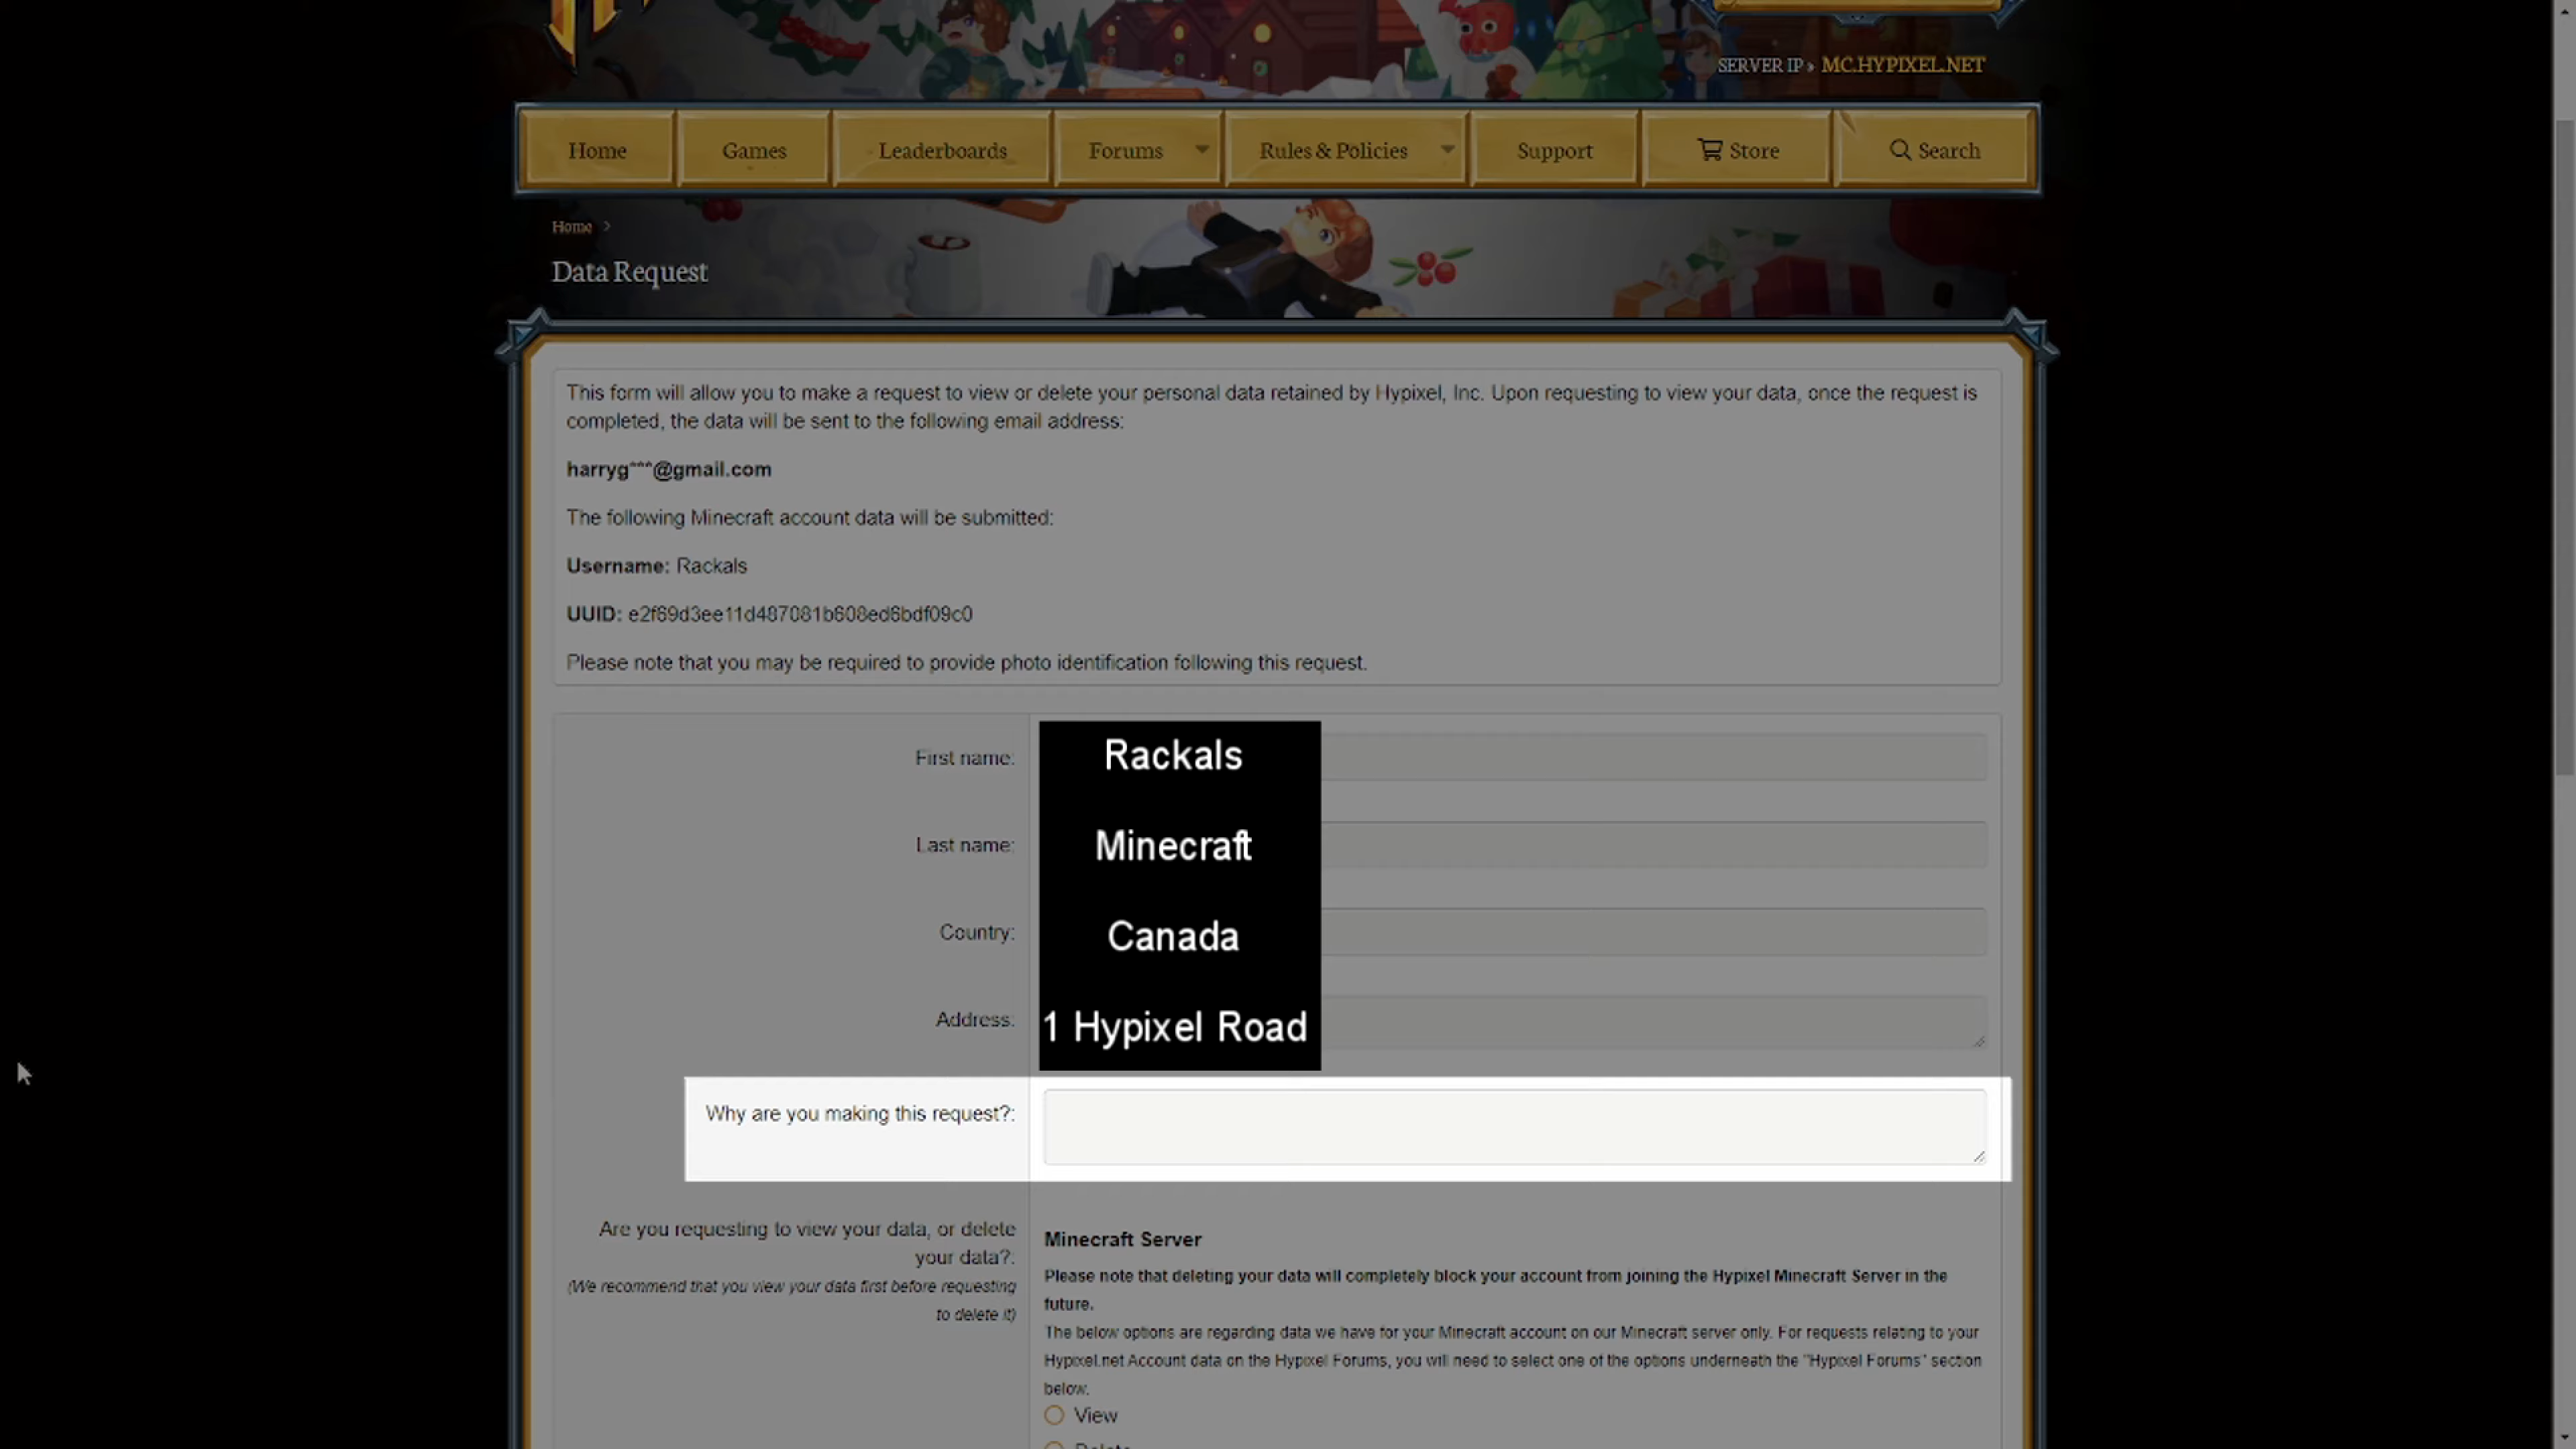 SERVER IP » MC.HYPIXEL.NET
Home Games Leaderboards Forums Rules & Policies Support Store Search
Home >
Data Request
This form will allow you to make a request to view or delete your personal data retained by Hypixel, Inc. Upon requesting to view your data, once the request is
completed, the data will be sent to the following email address:
harryg***@gmail.com
The following Minecraft account data will be submitted:
Username: Rackals
UUID: e2f69d3ee11d487081b608ed6bdf09c0
Please note that you may be required to provide photo identification following this request.
First name: Rackals
Last name: Minecraft
Country: Canada
Address: 1 Hypixel Road
Why are you making this request?:
Are you requesting to view your data, or delete
your data?:
(We recommend that you view your data first before requesting
to delete it)
Minecraft Server
Please note that deleting your data will completely block your account from joining the Hypixel Minecraft Server in the
future.
The below options are regarding data we have for your Minecraft account on our Minecraft server only. For requests relating to your
Hypixel.net Account data on the Hypixel Forums, you will need to select one of the options underneath the "Hypixel Forums" section
below.
View
Delete